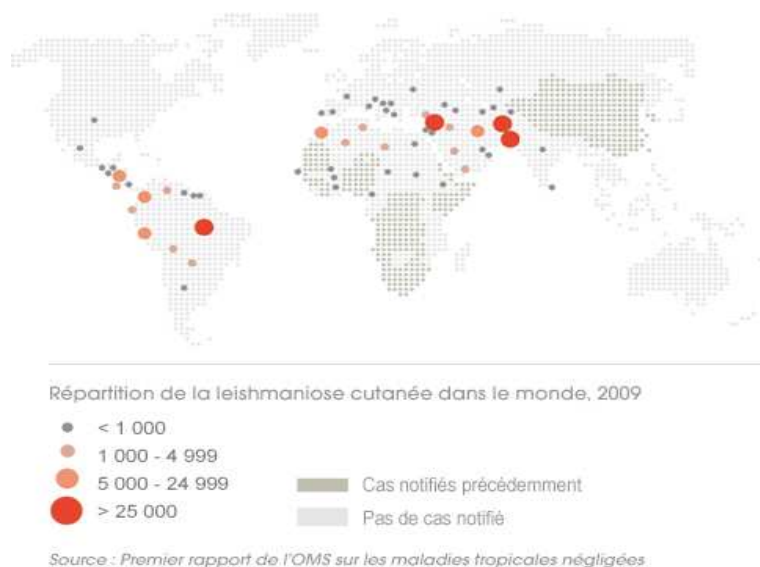 Répartition de la leishmaniose cutanée dans le monde, 2009
< 1 000
1 000 - 4 999
5 000 - 24 999
> 25 000
Cas notifiés précédemment
Pas de cas notifié
Source : Premier rapport de l'OMS sur les maladies tropicales négligées